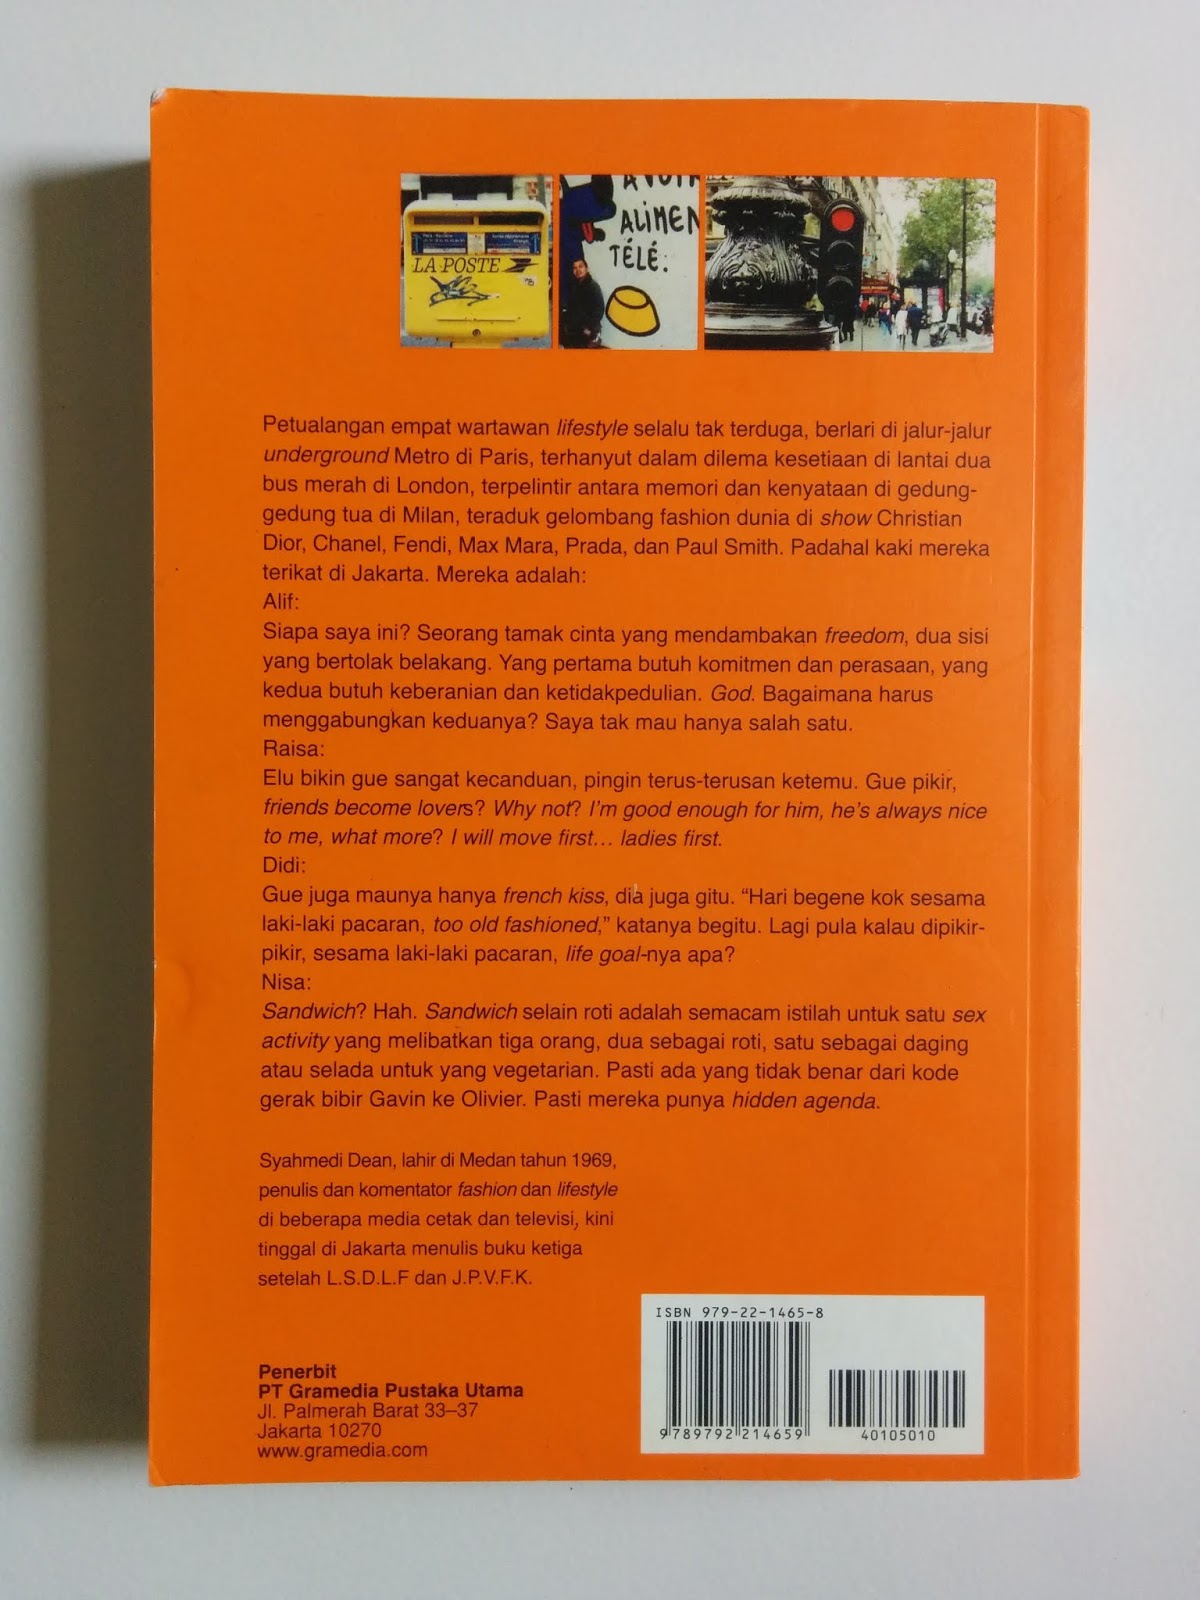 LA POSTE
ALIMEN
TÉLÉ.
Petualangan empat wartawan lifestyle selalu tak terduga, berlari di jalur-jalur
underground Metro di Paris, terhanyut dalam dilema kesetiaan di lantai dua
bus merah di London, terpelintir antara memori dan kenyataan di gedung-
gedung tua di Milan, teraduk gelombang fashion dunia di show Christian
Dior, Chanel, Fendi, Max Mara, Prada, dan Paul Smith. Padahal kaki mereka
terikat di Jakarta. Mereka adalah:
Alif:
Siapa saya ini? Seorang tamak cinta yang mendambakan freedom, dua sisi
yang bertolak belakang. Yang pertama butuh komitmen dan perasaan, yang
kedua butuh keberanian dan ketidakpedulian. God. Bagaimana harus
menggabungkan keduanya? Saya tak mau hanya salah satu.
Raisa:
Elu bikin gue sangat kecanduan, pingin terus-terusan ketemu. Gue pikir,
friends become lovers? Why not? I'm good enough for him, he's always nice
to me, what more? I will move first... ladies first.
Didi:
Gue juga maunya hanya french kiss, dia juga gitu. “Hari begene kok sesama
laki-laki pacaran, too old fashioned,” katanya begitu. Lagi pula kalau dipikir-
pikir, sesama laki-laki pacaran, life goal-nya apa?
Nisa:
Sandwich? Hah. Sandwich selain roti adalah semacam istilah untuk satu sex
activity yang melibatkan tiga orang, dua sebagai roti, satu sebagai daging
atau selada untuk yang vegetarian. Pasti ada yang tidak benar dari kode
gerak bibir Gavin ke Olivier. Pasti mereka punya hidden agenda.
Syahmedi Dean, lahir di Medan tahun 1969,
penulis dan komentator fashion dan lifestyle
di beberapa media cetak dan televisi, kini
tinggal di Jakarta menulis buku ketiga
setelah L.S.D.L.F dan J.P.V.F.K.
Penerbit
PT Gramedia Pustaka Utama
Jl. Palmerah Barat 33–37
Jakarta 10270
www.gramedia.com
ISBN 979-22-1465-8
9 789792 214659
40105010